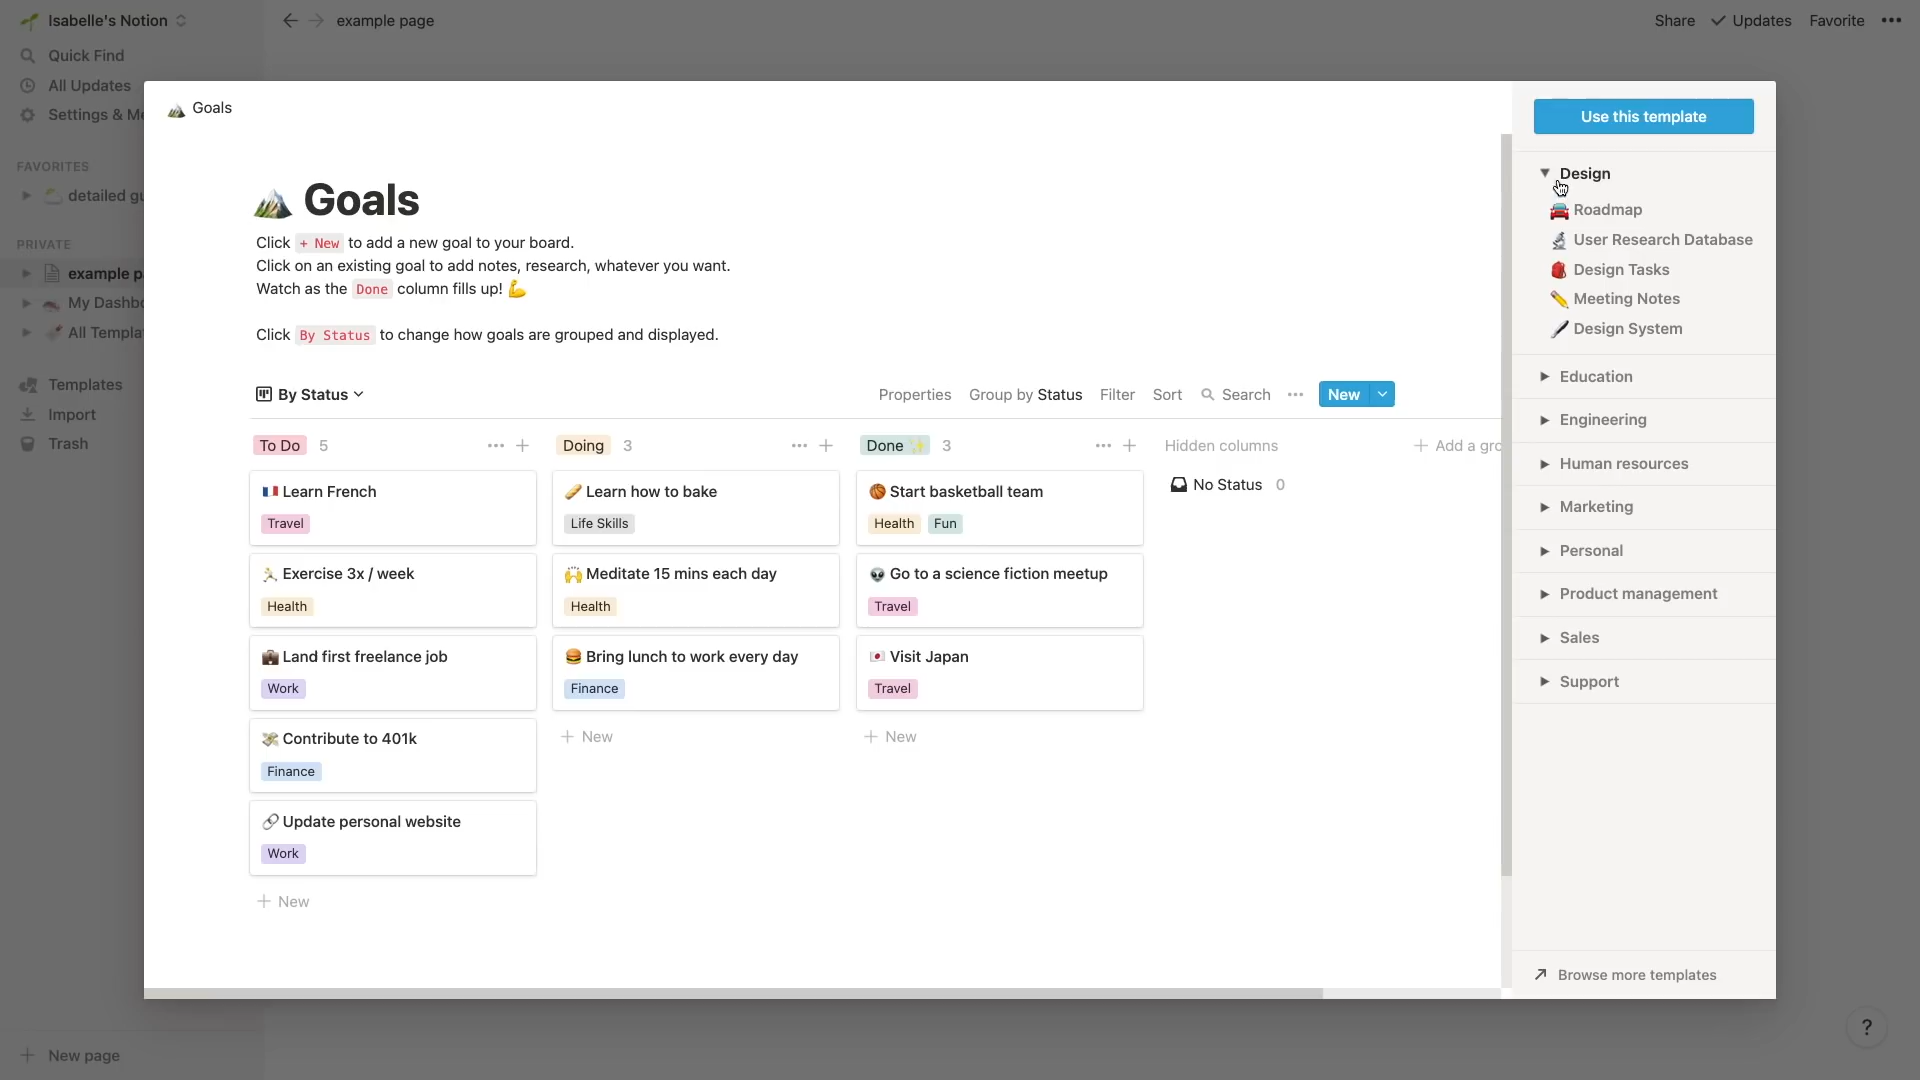 Isabelle's Notion
Quick Find
All Updates
Settings & Me
FAVORITES
detailed gu
PRIVATE
example pa
My Dashbo
All Templa
Templates
Import
Trash
New page
example page
Share
Updates
Favorite
Goals
Goals
Click + New to add a new goal to your board.
Click on an existing goal to add notes, research, whatever you want.
Watch as the Done column fills up!
Click By Status to change how goals are grouped and displayed.
By Status
Properties Group by Status Filter Sort Search New
To Do 5
Learn French
Travel
Exercise 3x / week
Health
Land first freelance job
Work
Contribute to 401k
Finance
Update personal website
Work
+ New
Doing 3
Learn how to bake
Life Skills
Meditate 15 mins each day
Health
Bring lunch to work every day
Finance
+ New
Done 3
Start basketball team
Health Fun
Go to a science fiction meetup
Travel
Visit Japan
Travel
+ New
Hidden columns
No Status 0
+ Add a gro
Use this template
Design
Roadmap
User Research Database
Design Tasks
Meeting Notes
Design System
Education
Engineering
Human resources
Marketing
Personal
Product management
Sales
Support
Browse more templates
?